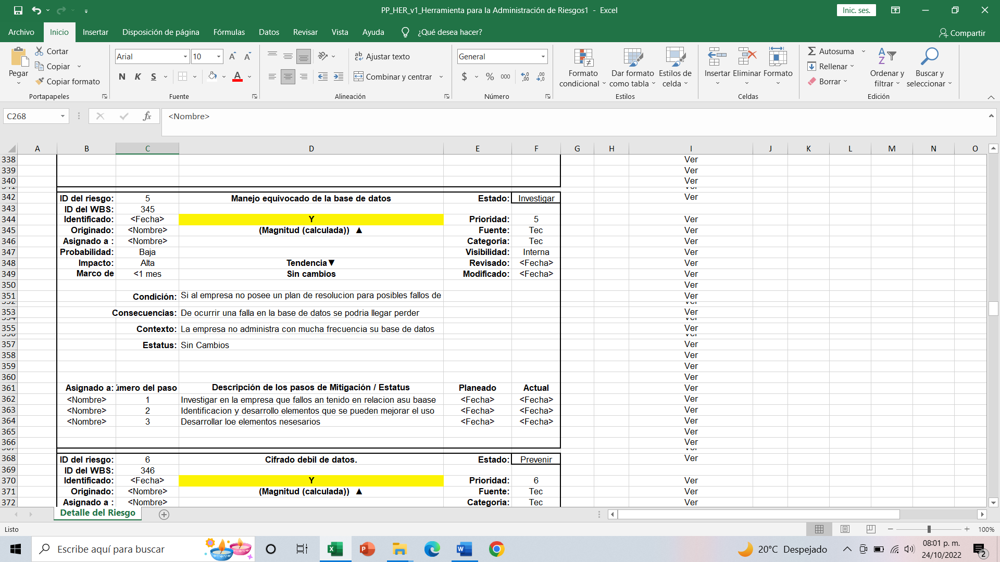 PP_HER_v1_Herramienta para la Administración de Riesgos1 - Excel
Inic. ses.
Archivo Inicio Insertar Disposición de página Fórmulas Datos Revisar Vista Ayuda ¿Qué desea hacer? Compartir
Pegar
Cortar
Copiar
Copiar formato
Portapapeles
Arial 10
N K S
Fuente
Ajustar texto
Combinar y centrar
Alineación
General
$ % 000
Número
Formato condicional
Dar formato como tabla
Estilos de celda
Estilos
Insertar Eliminar Formato
Celdas
Autosuma
Rellenar
Borrar
Ordenar y filtrar
Buscar y seleccionar
Edición
C268 fx <Nombre>
A B C D E F G H I J K L M N O
338 Ver
339 Ver
340 Ver
342 ID del riesgo: 5 Manejo equivocado de la base de datos Estado: Investigar Ver
343 ID del WBS: 345
344 Identificado: <Fecha> Y Prioridad: 5 Ver
345 Originado: <Nombre> (Magnitud (calculada)) ▲ Fuente: Tec Ver
346 Asignado a : <Nombre> Categoria: Tec Ver
347 Probabilidad: Baja Visibilidad: Interna Ver
348 Impacto: Alta Tendencia▼ Revisado: <Fecha> Ver
349 Marco de <1 mes Sin cambios Modificado: <Fecha> Ver
350 Ver
351 Condición: Si al empresa no posee un plan de resolucion para posibles fallos de Ver
353 Consecuencias: De ocurrir una falla en la base de datos se podria llegar perder Ver
355 Contexto: La empresa no administra con mucha frecuencia su base de datos Ver
357 Estatus: Sin Cambios Ver
358 Ver
359 Ver
360 Ver
361 Asignado a: úmero del paso Descripción de los pasos de Mitigación / Estatus Planeado Actual Ver
362 <Nombre> 1 Investigar en la empresa que fallos an tenido en relacion asu baase <Fecha> <Fecha> Ver
363 <Nombre> 2 Identificacion y desarrollo elementos que se pueden mejorar el uso <Fecha> <Fecha> Ver
364 <Nombre> 3 Desarrollar loe elementos nesesarios <Fecha> <Fecha> Ver
365 Ver
366 Ver
368 ID del riesgo: 6 Cifrado debil de datos. Estado: Prevenir Ver
369 ID del WBS: 346
370 Identificado: <Fecha> Y Prioridad: 6 Ver
371 Originado: <Nombre> (Magnitud (calculada)) ▲ Fuente: Tec Ver
372 Asignado a : <Nombre> Categoria: Tec Ver
Detalle del Riesgo
Listo 100%
Escribe aquí para buscar
20°C Despejado
08:01 p. m.
24/10/2022
2